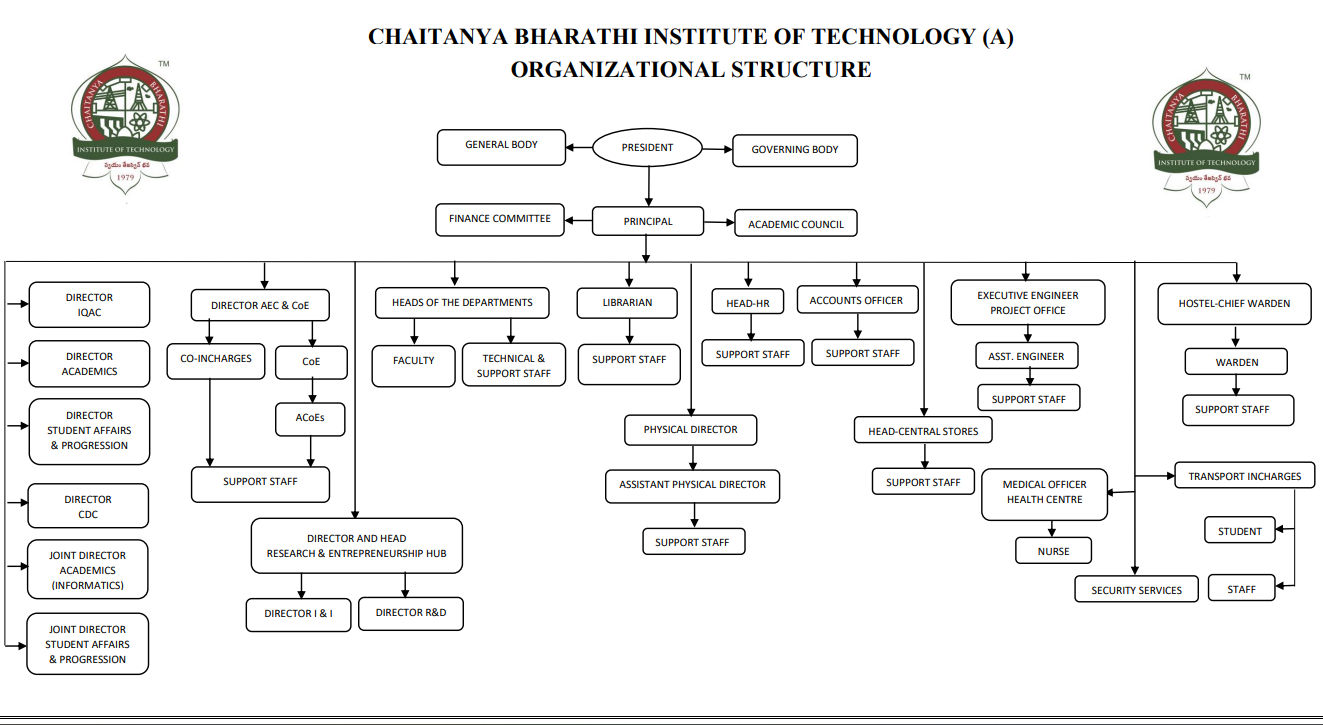 CHAITANYA BHARATHI INSTITUTE OF TECHNOLOGY (A)
ORGANIZATIONAL STRUCTURE
TM
CHAITANYA BHARATHI
INSTITUTE OF TECHNOLOGY
స్వయం తేజస్విన్ భవ
1979
TM
CHAITANYA BHARATHI
INSTITUTE OF TECHNOLOGY
స్వయం తేజస్విన్ భవ
1979
GENERAL BODY
PRESIDENT
GOVERNING BODY
FINANCE COMMITTEE
PRINCIPAL
ACADEMIC COUNCIL
DIRECTOR
IQAC
DIRECTOR
ACADEMICS
DIRECTOR
STUDENT AFFAIRS
& PROGRESSION
DIRECTOR
CDC
JOINT DIRECTOR
ACADEMICS
(INFORMATICS)
JOINT DIRECTOR
STUDENT AFFAIRS
& PROGRESSION
DIRECTOR AEC & CoE
CO-INCHARGES
CoE
ACoEs
SUPPORT STAFF
DIRECTOR AND HEAD
RESEARCH & ENTREPRENEURSHIP HUB
DIRECTOR I & I
DIRECTOR R&D
HEADS OF THE DEPARTMENTS
FACULTY
TECHNICAL &
SUPPORT STAFF
LIBRARIAN
SUPPORT STAFF
PHYSICAL DIRECTOR
ASSISTANT PHYSICAL DIRECTOR
SUPPORT STAFF
HEAD-HR
SUPPORT STAFF
ACCOUNTS OFFICER
SUPPORT STAFF
HEAD-CENTRAL STORES
SUPPORT STAFF
EXECUTIVE ENGINEER
PROJECT OFFICE
ASST. ENGINEER
SUPPORT STAFF
MEDICAL OFFICER
HEALTH CENTRE
NURSE
SECURITY SERVICES
HOSTEL-CHIEF WARDEN
WARDEN
SUPPORT STAFF
TRANSPORT INCHARGES
STUDENT
STAFF